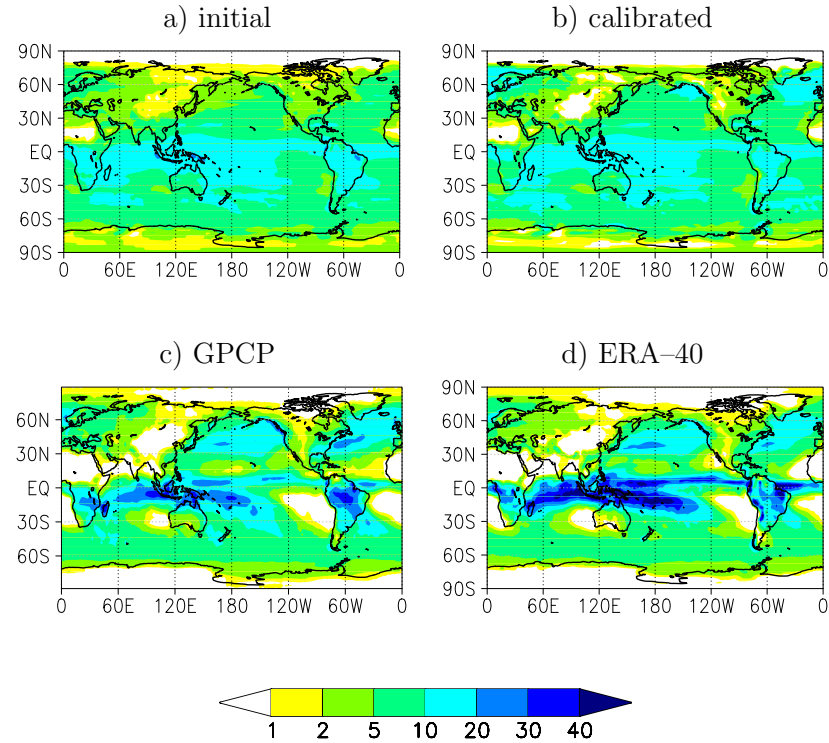 a) initial
b) calibrated
90N
60N
30N
EQ
30S
60S
90S
0 60E 120E 180 120W 60W 0
90N
60N
30N
EQ
30S
60S
90S
0 60E 120E 180 120W 60W 0
c) GPCP
d) ERA–40
60N
30N
EQ
30S
60S
0 60E 120E 180 120W 60W 0
90N
60N
30N
EQ
30S
60S
90S
0 60E 120E 180 120W 60W 0
1 2 5 10 20 30 40